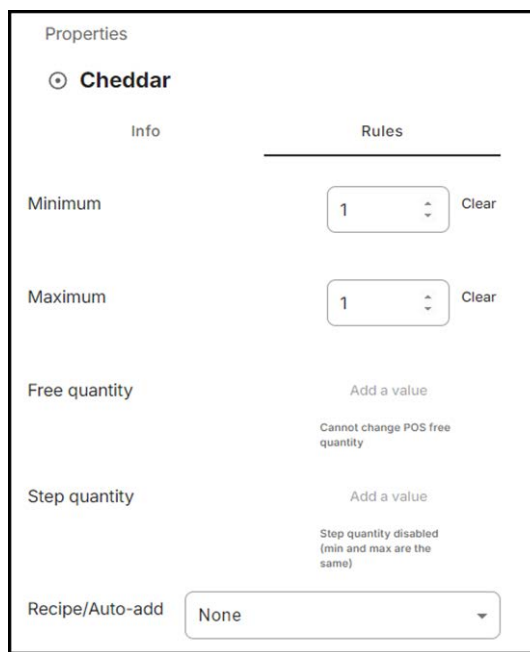 Properties
Cheddar
Info Rules
Minimum 1 Clear
Maximum 1 Clear
Free quantity Add a value
Cannot change POS free
quantity
Step quantity Add a value
Step quantity disabled
(min and max are the
same)
Recipe/Auto-add None